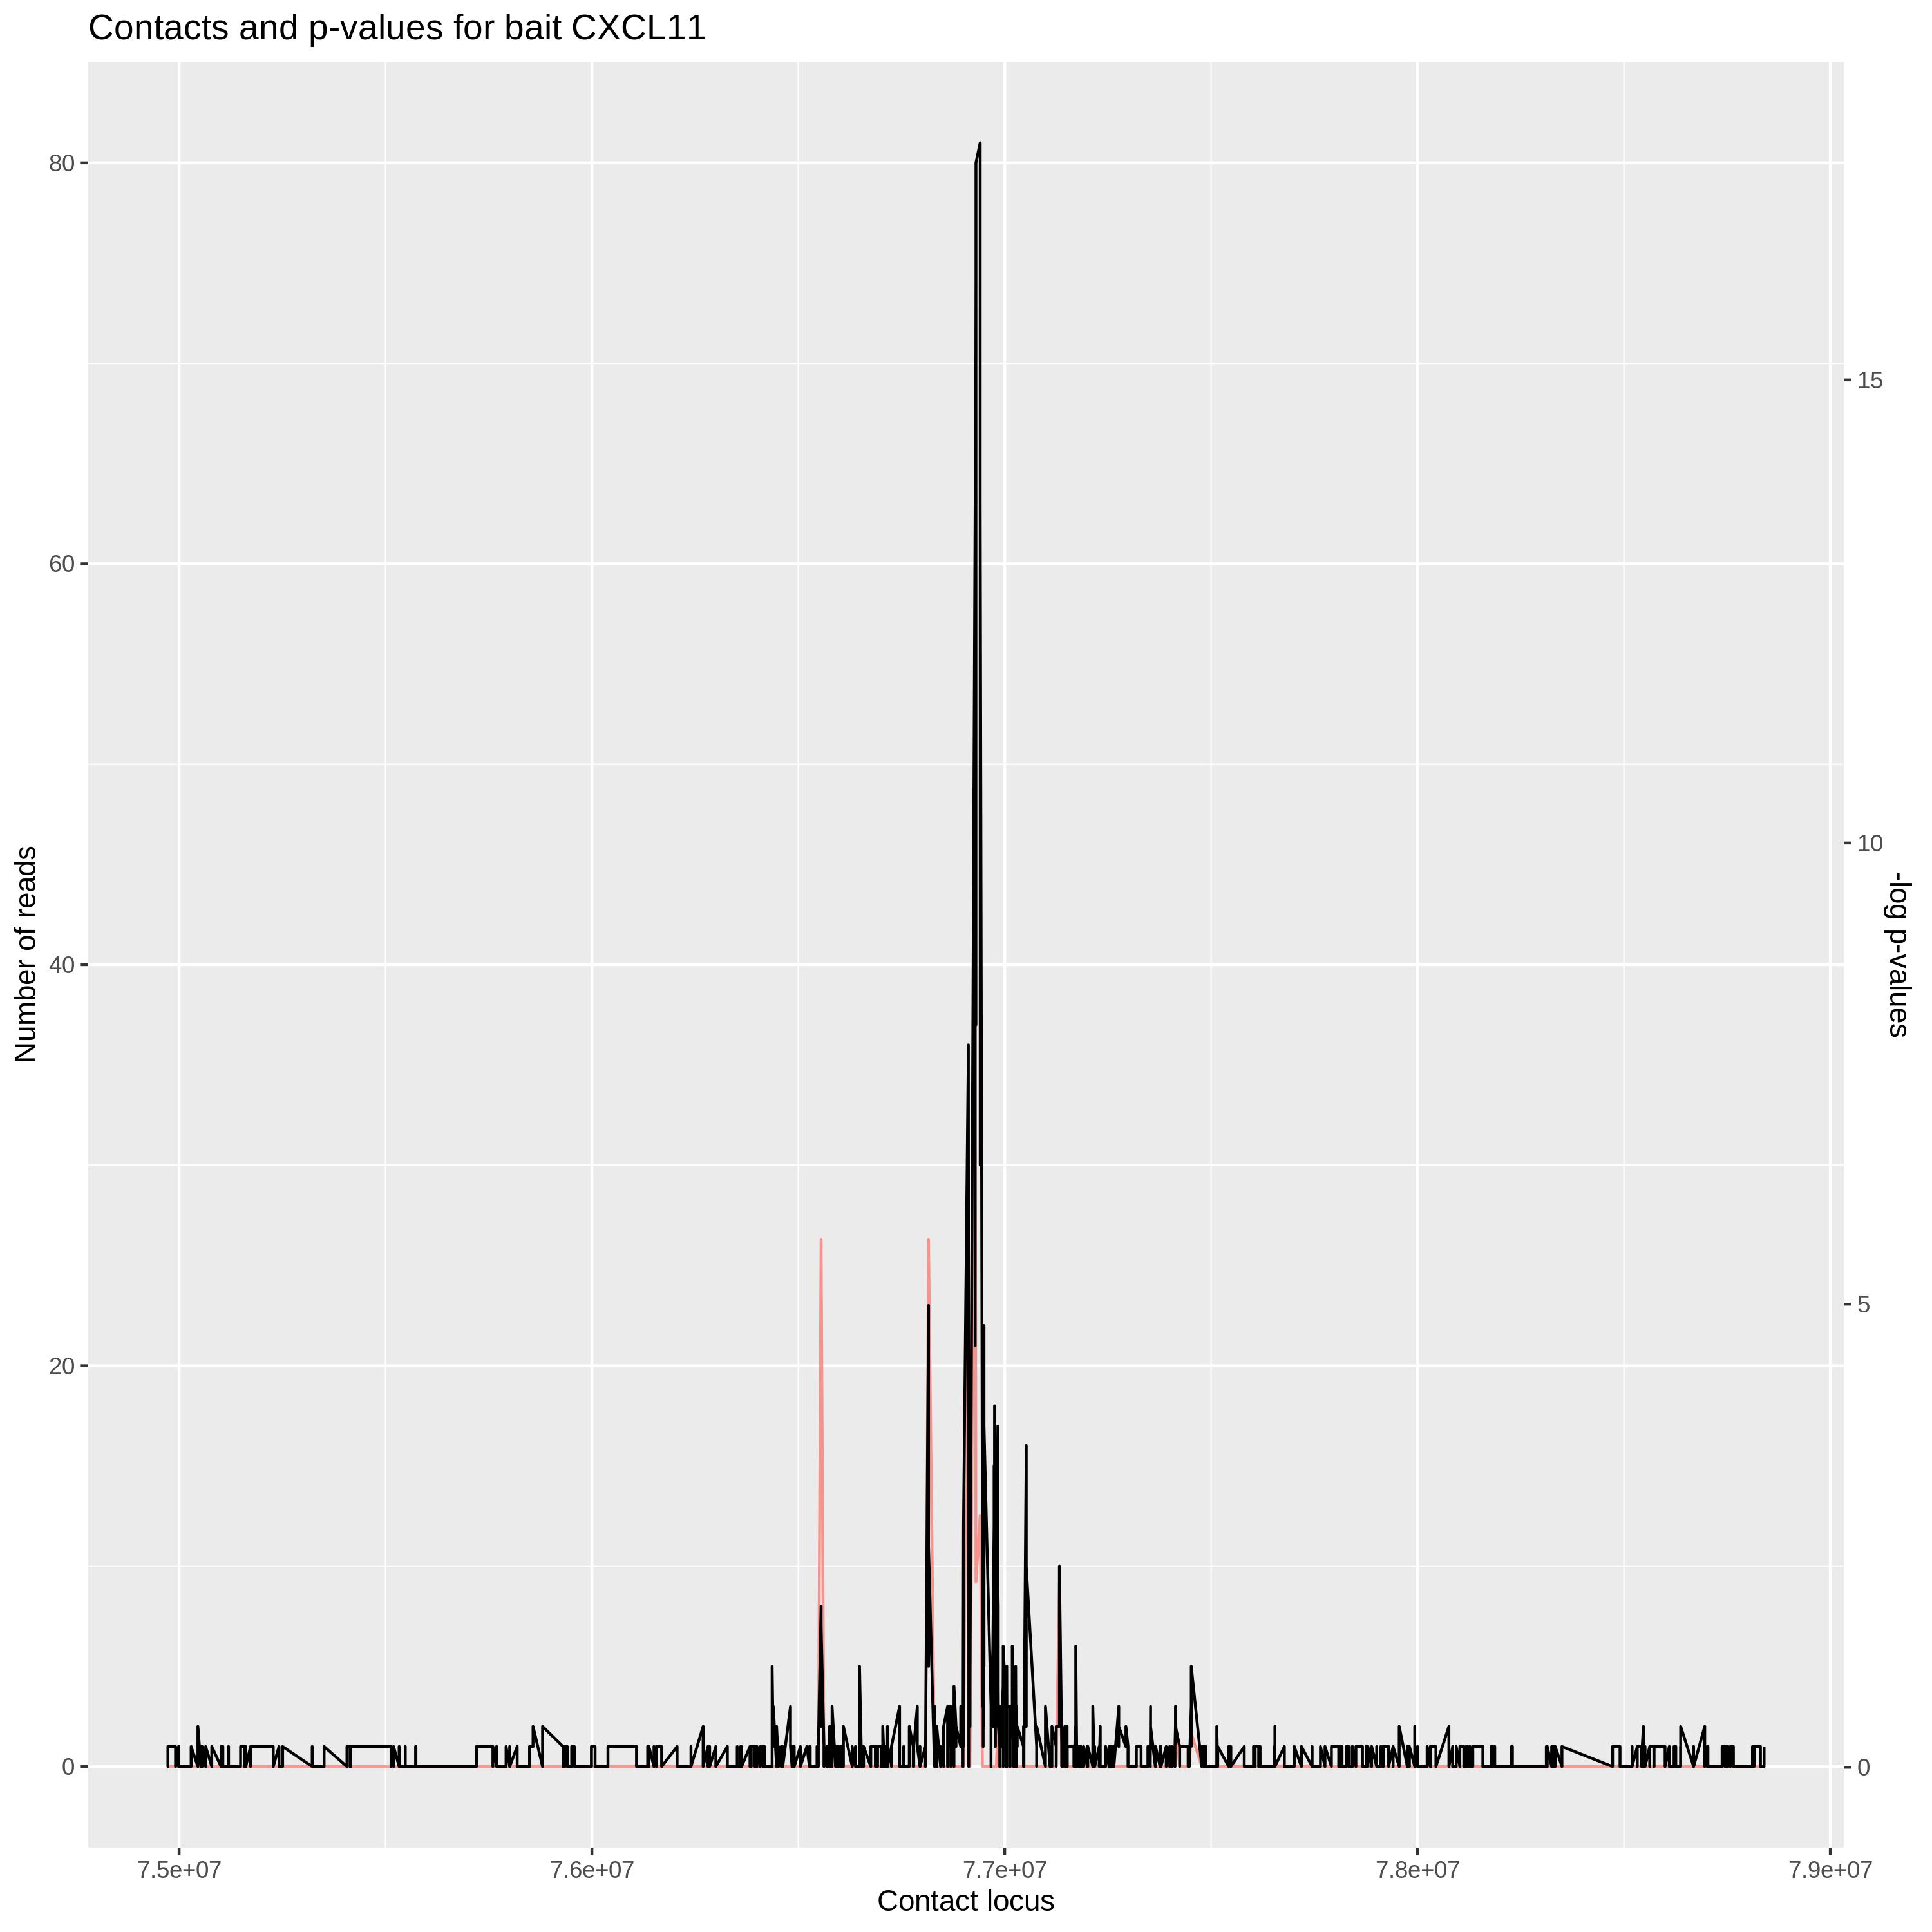 Contacts and p-values for bait CXCL11
80
60
40
20
0
Number of reads
15
10
5
0
-log p-values
7.5e+07
7.6e+07
7.7e+07
7.8e+07
7.9e+07
Contact locus